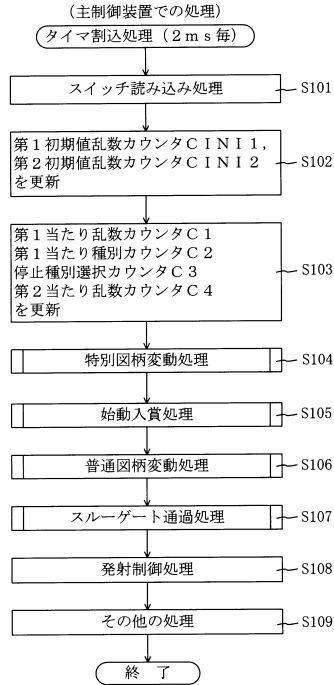 (主制御装置での処理)
タイマ割込処理(2ms毎)
スイッチ読み込み処理
S101
第1初期値乱数カウンタCINI1,
第2初期値乱数カウンタCINI2
を更新
S102
第1当たり乱数カウンタC1
第1当たり種別カウンタC2
停止種別選択カウンタC3
第2当たり乱数カウンタC4
を更新
S103
特別図柄変動処理
S104
始動入賞処理
S105
普通図柄変動処理
S106
スルーゲート通過処理
S107
発射制御処理
S108
その他の処理
S109
終 了